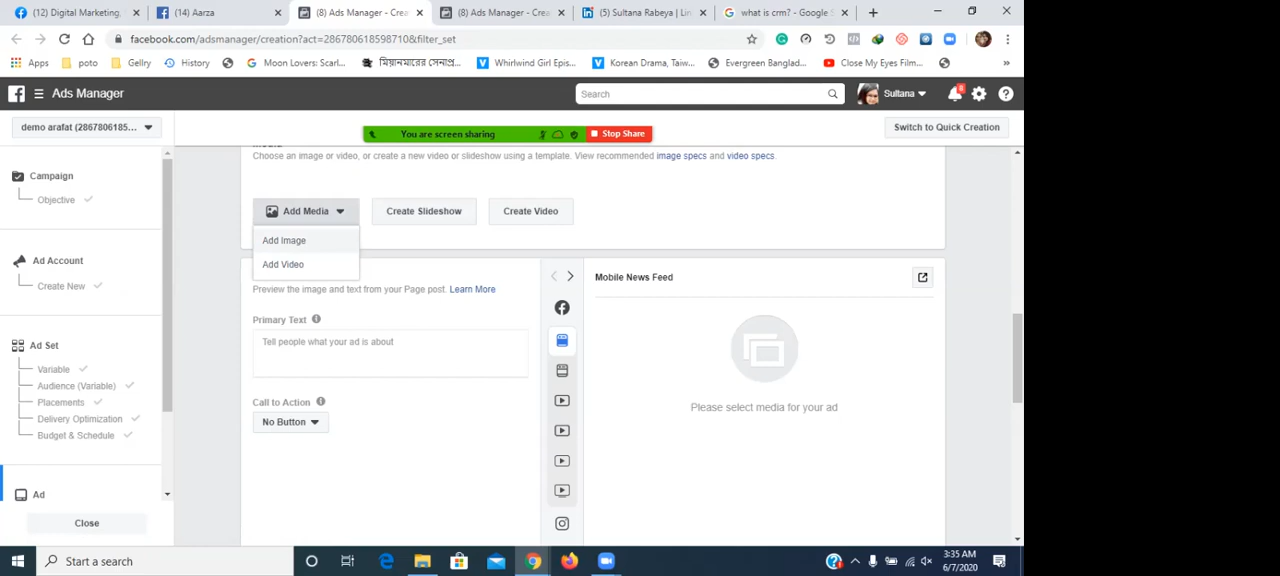 (12) Digital Marketing,
(14) Aarza
(8) Ads Manager - Crea
(8) Ads Manager - Crea
(5) Sultana Rabeya | Lin
what is crm? - Google S
facebook.com/adsmanager/creation?act=286780618598710&filter_set
Apps
poto
Gellry
History
Moon Lovers: Scarl...
মিয়ানমারের সেনাপ্র...
Whirlwind Girl Epis...
Korean Drama, Taiw...
Evergreen Banglad...
Close My Eyes Film...
Ads Manager
Search
Sultana
demo arafat (2867806185...
You are screen sharing
Stop Share
Switch to Quick Creation
Media
Choose an image or video, or create a new video or slideshow using a template. View recommended image specs and video specs.
Campaign
Objective
Add Media
Create Slideshow
Create Video
Add Image
Add Video
Ad Account
Create New
Preview the image and text from your Page post. Learn More
Mobile News Feed
Primary Text
Tell people what your ad is about
Ad Set
Variable
Audience (Variable)
Placements
Delivery Optimization
Budget & Schedule
Call to Action
No Button
Please select media for your ad
Ad
Close
Start a search
3:35 AM
6/7/2020